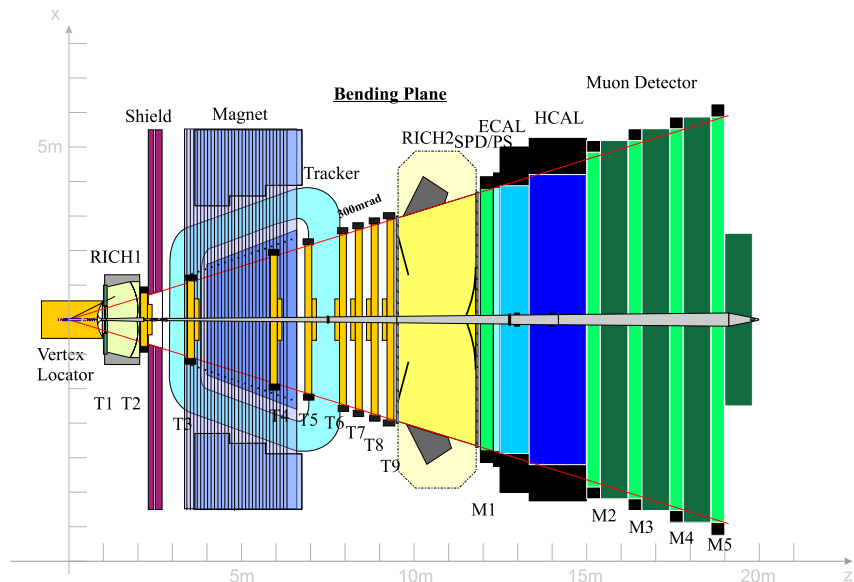 x
Bending Plane
Muon Detector
Shield
Magnet
HCAL
ECAL
RICH2
SPD/PS
5m
Tracker
300mrad
RICH1
Vertex
Locator
T1
T2
T3
T4
T5
T6
T7
T8
T9
M1
M2
M3
M4
M5
5m
10m
15m
20m
z